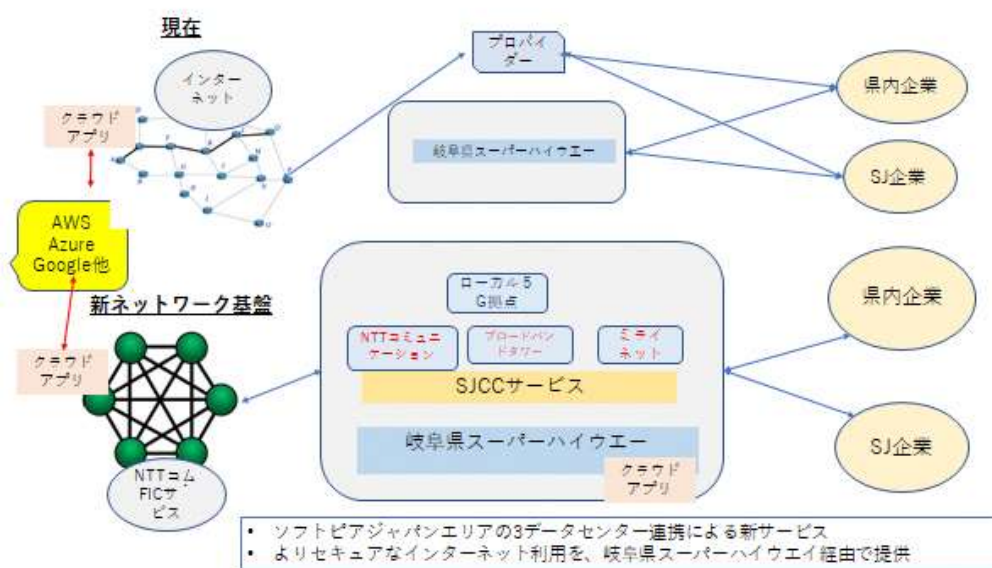 現在
インター
ネット
クラウド
アプリ
プロバイ
ダー
岐阜県スーパーハイウエー
県内企業
SJ企業
AWS
Azure
Google他
新ネットワーク基盤
クラウド
アプリ
NTTコム
FICサー
ビス
ローカル5
G拠点
NTTコミュニ
ケーション
ブロードバン
ドタワー
ミライ
ネット
SJCCサービス
岐阜県スーパーハイウエー
クラウド
アプリ
県内企業
SJ企業
• ソフトピアジャパンエリアの3データセンター連携による新サービス
• よりセキュアなインターネット利用を、岐阜県スーパーハイウエイ経由で提供